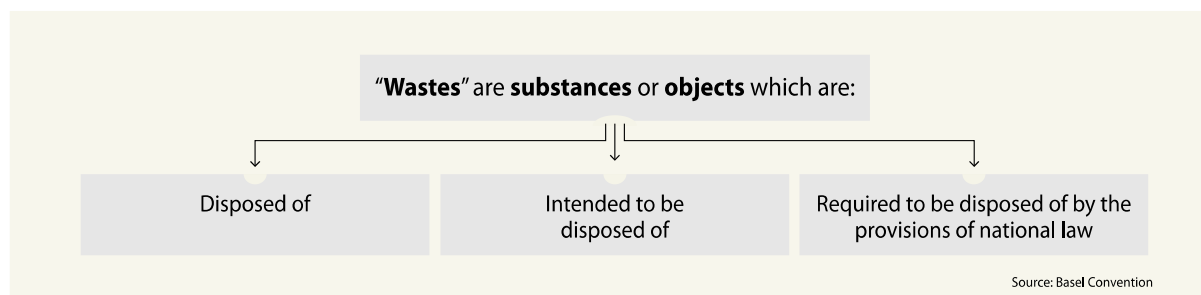 “Wastes” are substances or objects which are:
Disposed of
Intended to be
disposed of
Required to be disposed of by the
provisions of national law
Source: Basel Convention